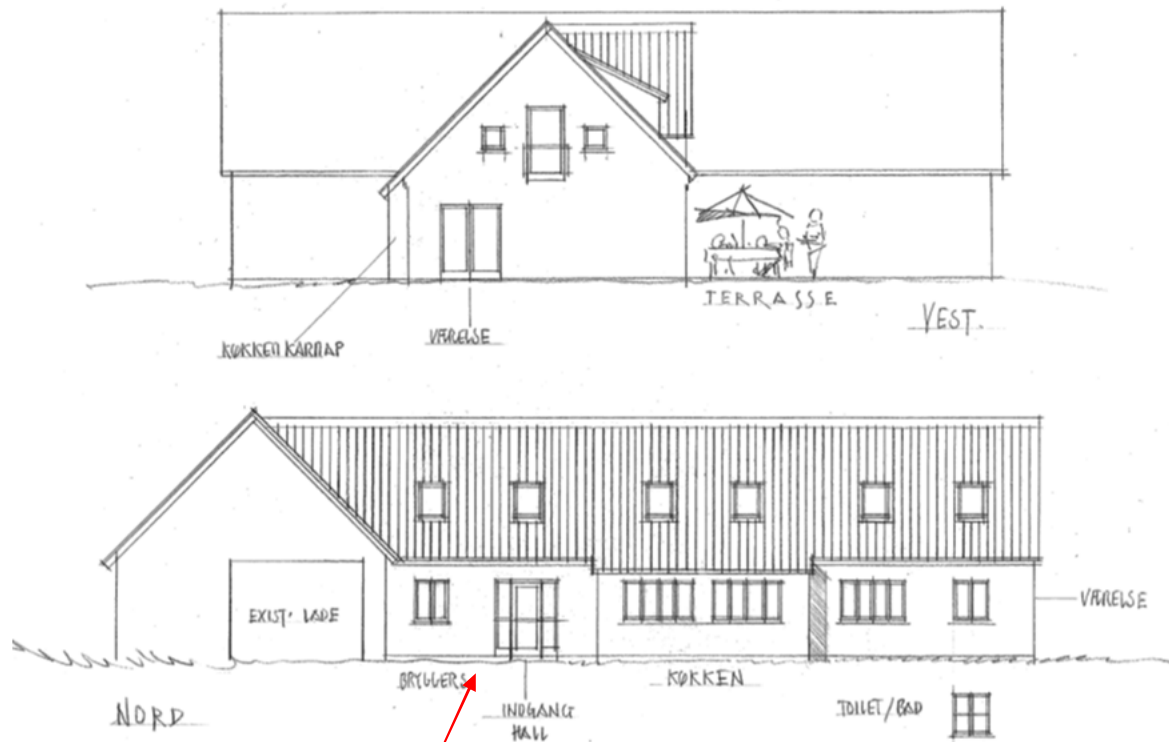 TERRASSE
VEST.
KØKKEN KARNAP
VÆRELSE
EXIST. LADE
VÆRELSE
BRYGGERS
KØKKEN
NORD
INDGANG
HALL
TOILET/BAD